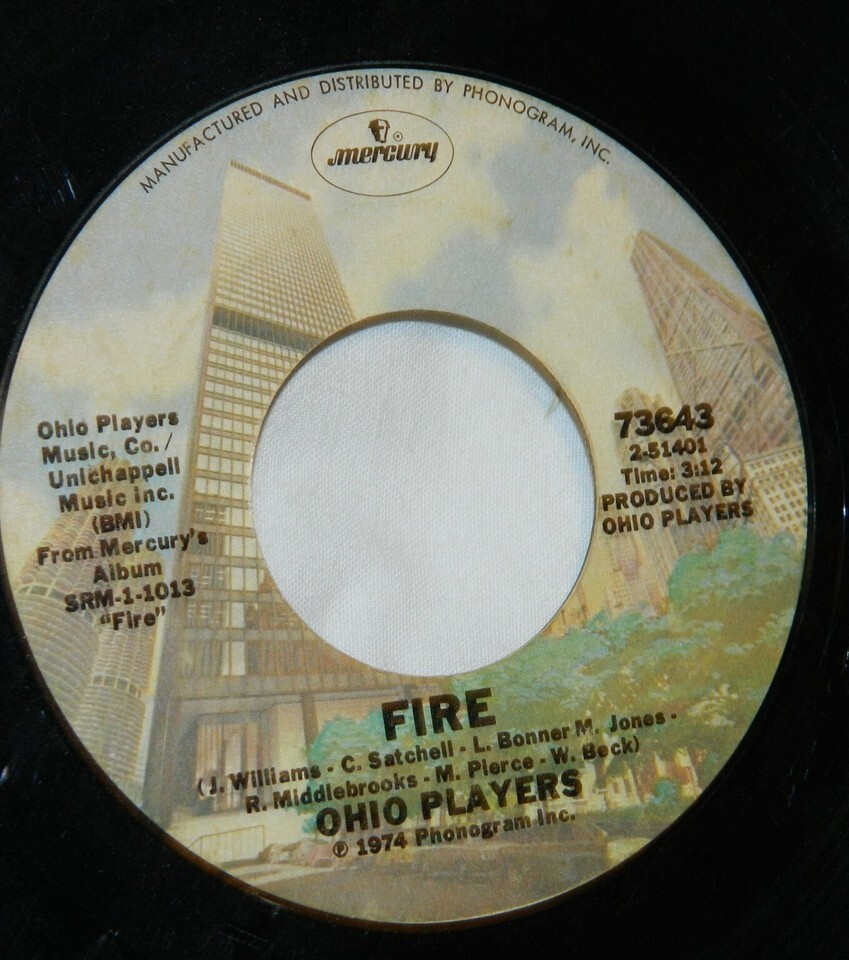 MANUFACTURED AND DISTRIBUTED BY PHONOGRAM, INC.
mercury
Ohio Players
Music, Co./
Unichappell
Music Inc.
(BMI)
From Mercury's
Album
SRM-1-1013
"Fire"
73643
2-51401
Time: 3:12
PRODUCED BY
OHIO PLAYERS
FIRE
(J. Williams • C. Satchell • L. Bonner M. Jones •
R. Middlebrooks • M. Pierce • W. Beck)
OHIO PLAYERS
℗ 1974 Phonogram Inc.